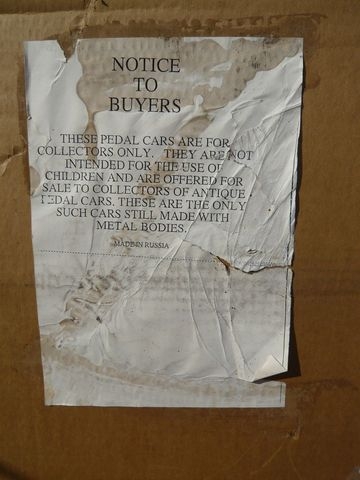 NOTICE
TO
BUYERS
THESE PEDAL CARS ARE FOR
COLLECTORS ONLY. THEY ARE NOT
INTENDED FOR THE USE OF
CHILDREN AND ARE OFFERED FOR
SALE TO COLLECTORS OF ANTIQUE
PEDAL CARS. THESE ARE THE ONLY
SUCH CARS STILL MADE WITH
METAL BODIES.
MADE IN RUSSIA